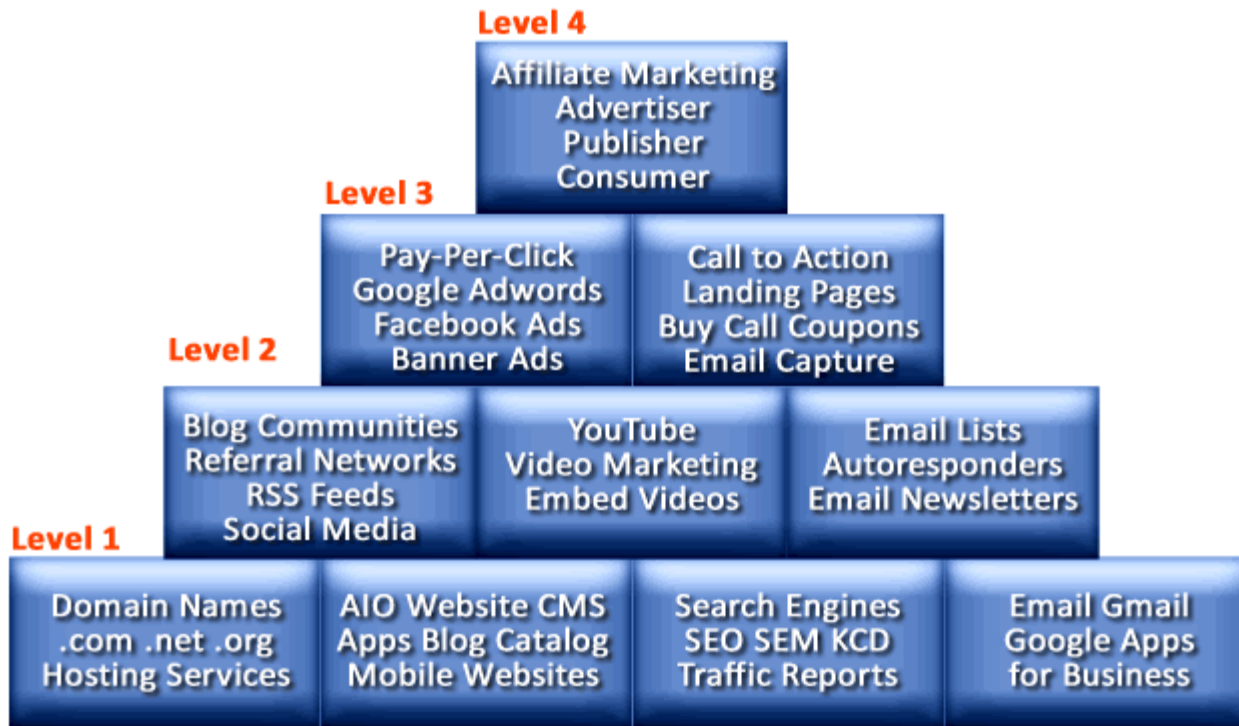 Level 4
Affiliate Marketing
Advertiser
Publisher
Consumer
Level 3
Pay-Per-Click
Google Adwords
Facebook Ads
Banner Ads
Call to Action
Landing Pages
Buy Call Coupons
Email Capture
Level 2
Blog Communities
Referral Networks
RSS Feeds
Social Media
YouTube
Video Marketing
Embed Videos
Email Lists
Autoresponders
Email Newsletters
Level 1
Domain Names
.com .net .org
Hosting Services
AIO Website CMS
Apps Blog Catalog
Mobile Websites
Search Engines
SEO SEM KCD
Traffic Reports
Email Gmail
Google Apps
for Business